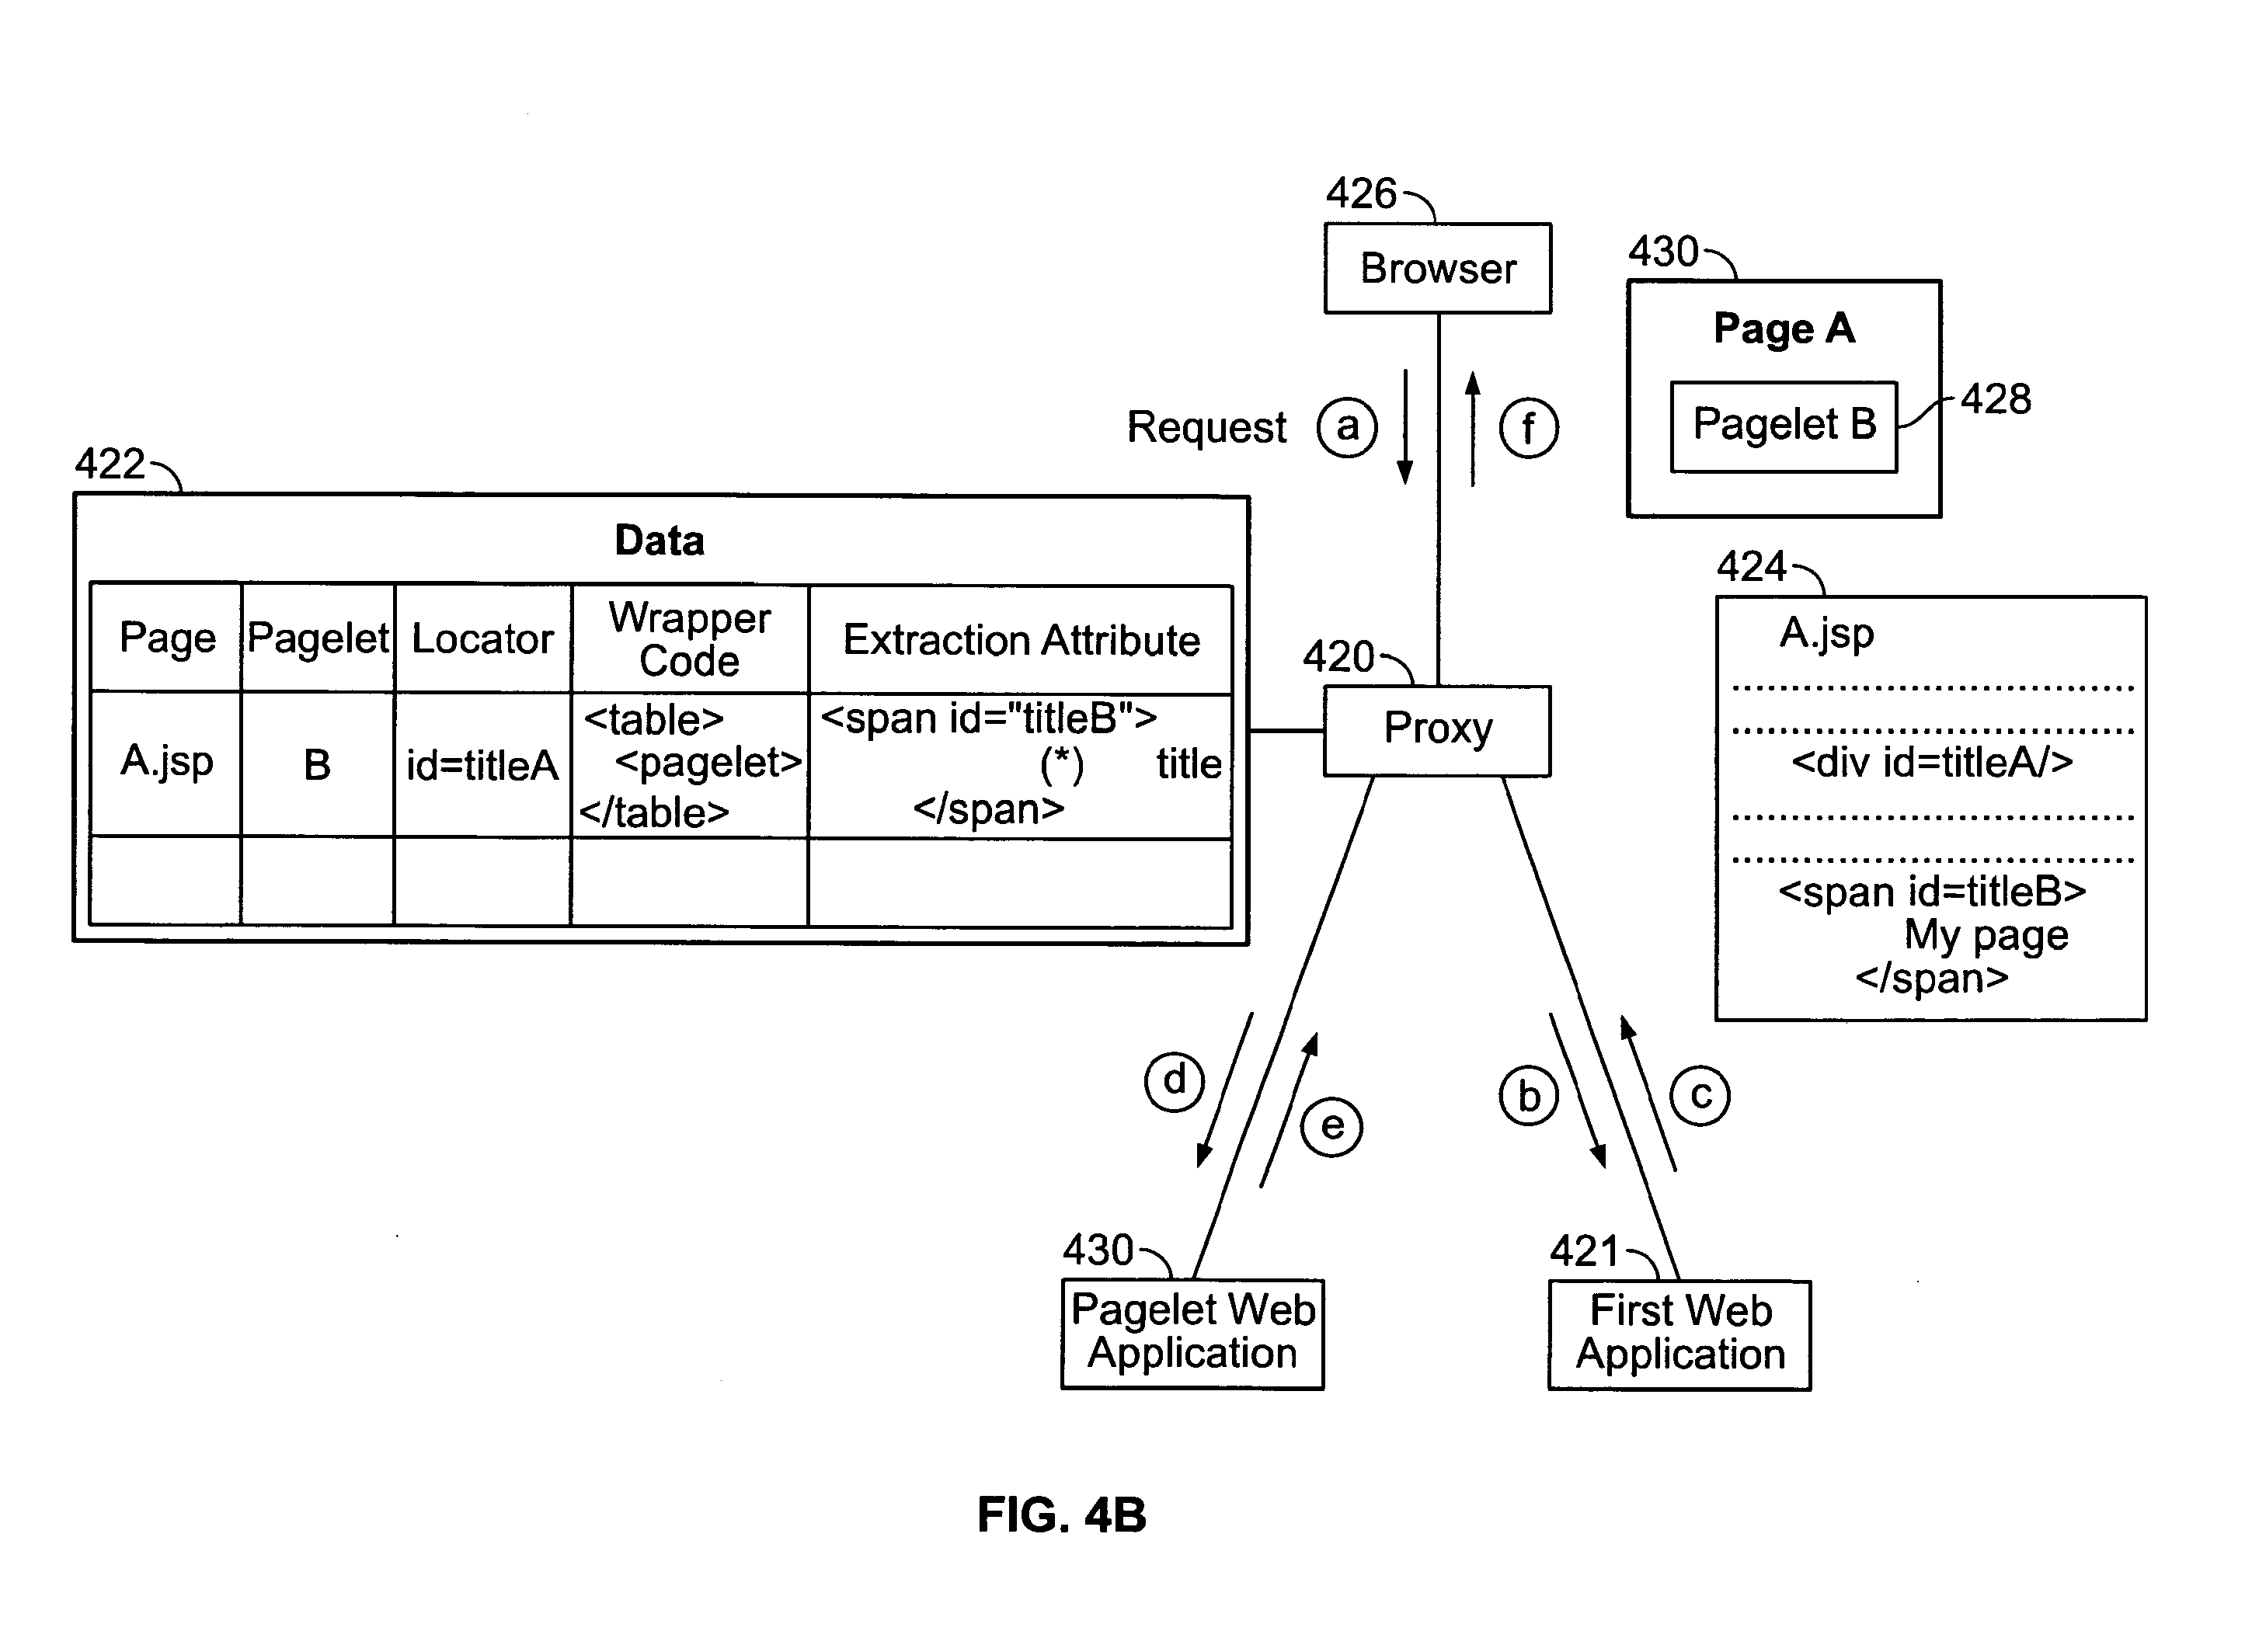 426
Browser
430
Page A
Pagelet B
428
Request
a
f
422
Data
Page
Pagelet
Locator
Wrapper
Code
Extraction Attribute
A.jsp
B
id=titleA
<table>
<pagelet>
</table>
<span id="titleB">
(*) title
</span>
420
Proxy
424
A.jsp
<div id=titleA/>
<span id=titleB>
My page
</span>
d
e
b
c
430
Pagelet Web
Application
421
First Web
Application
FIG. 4B